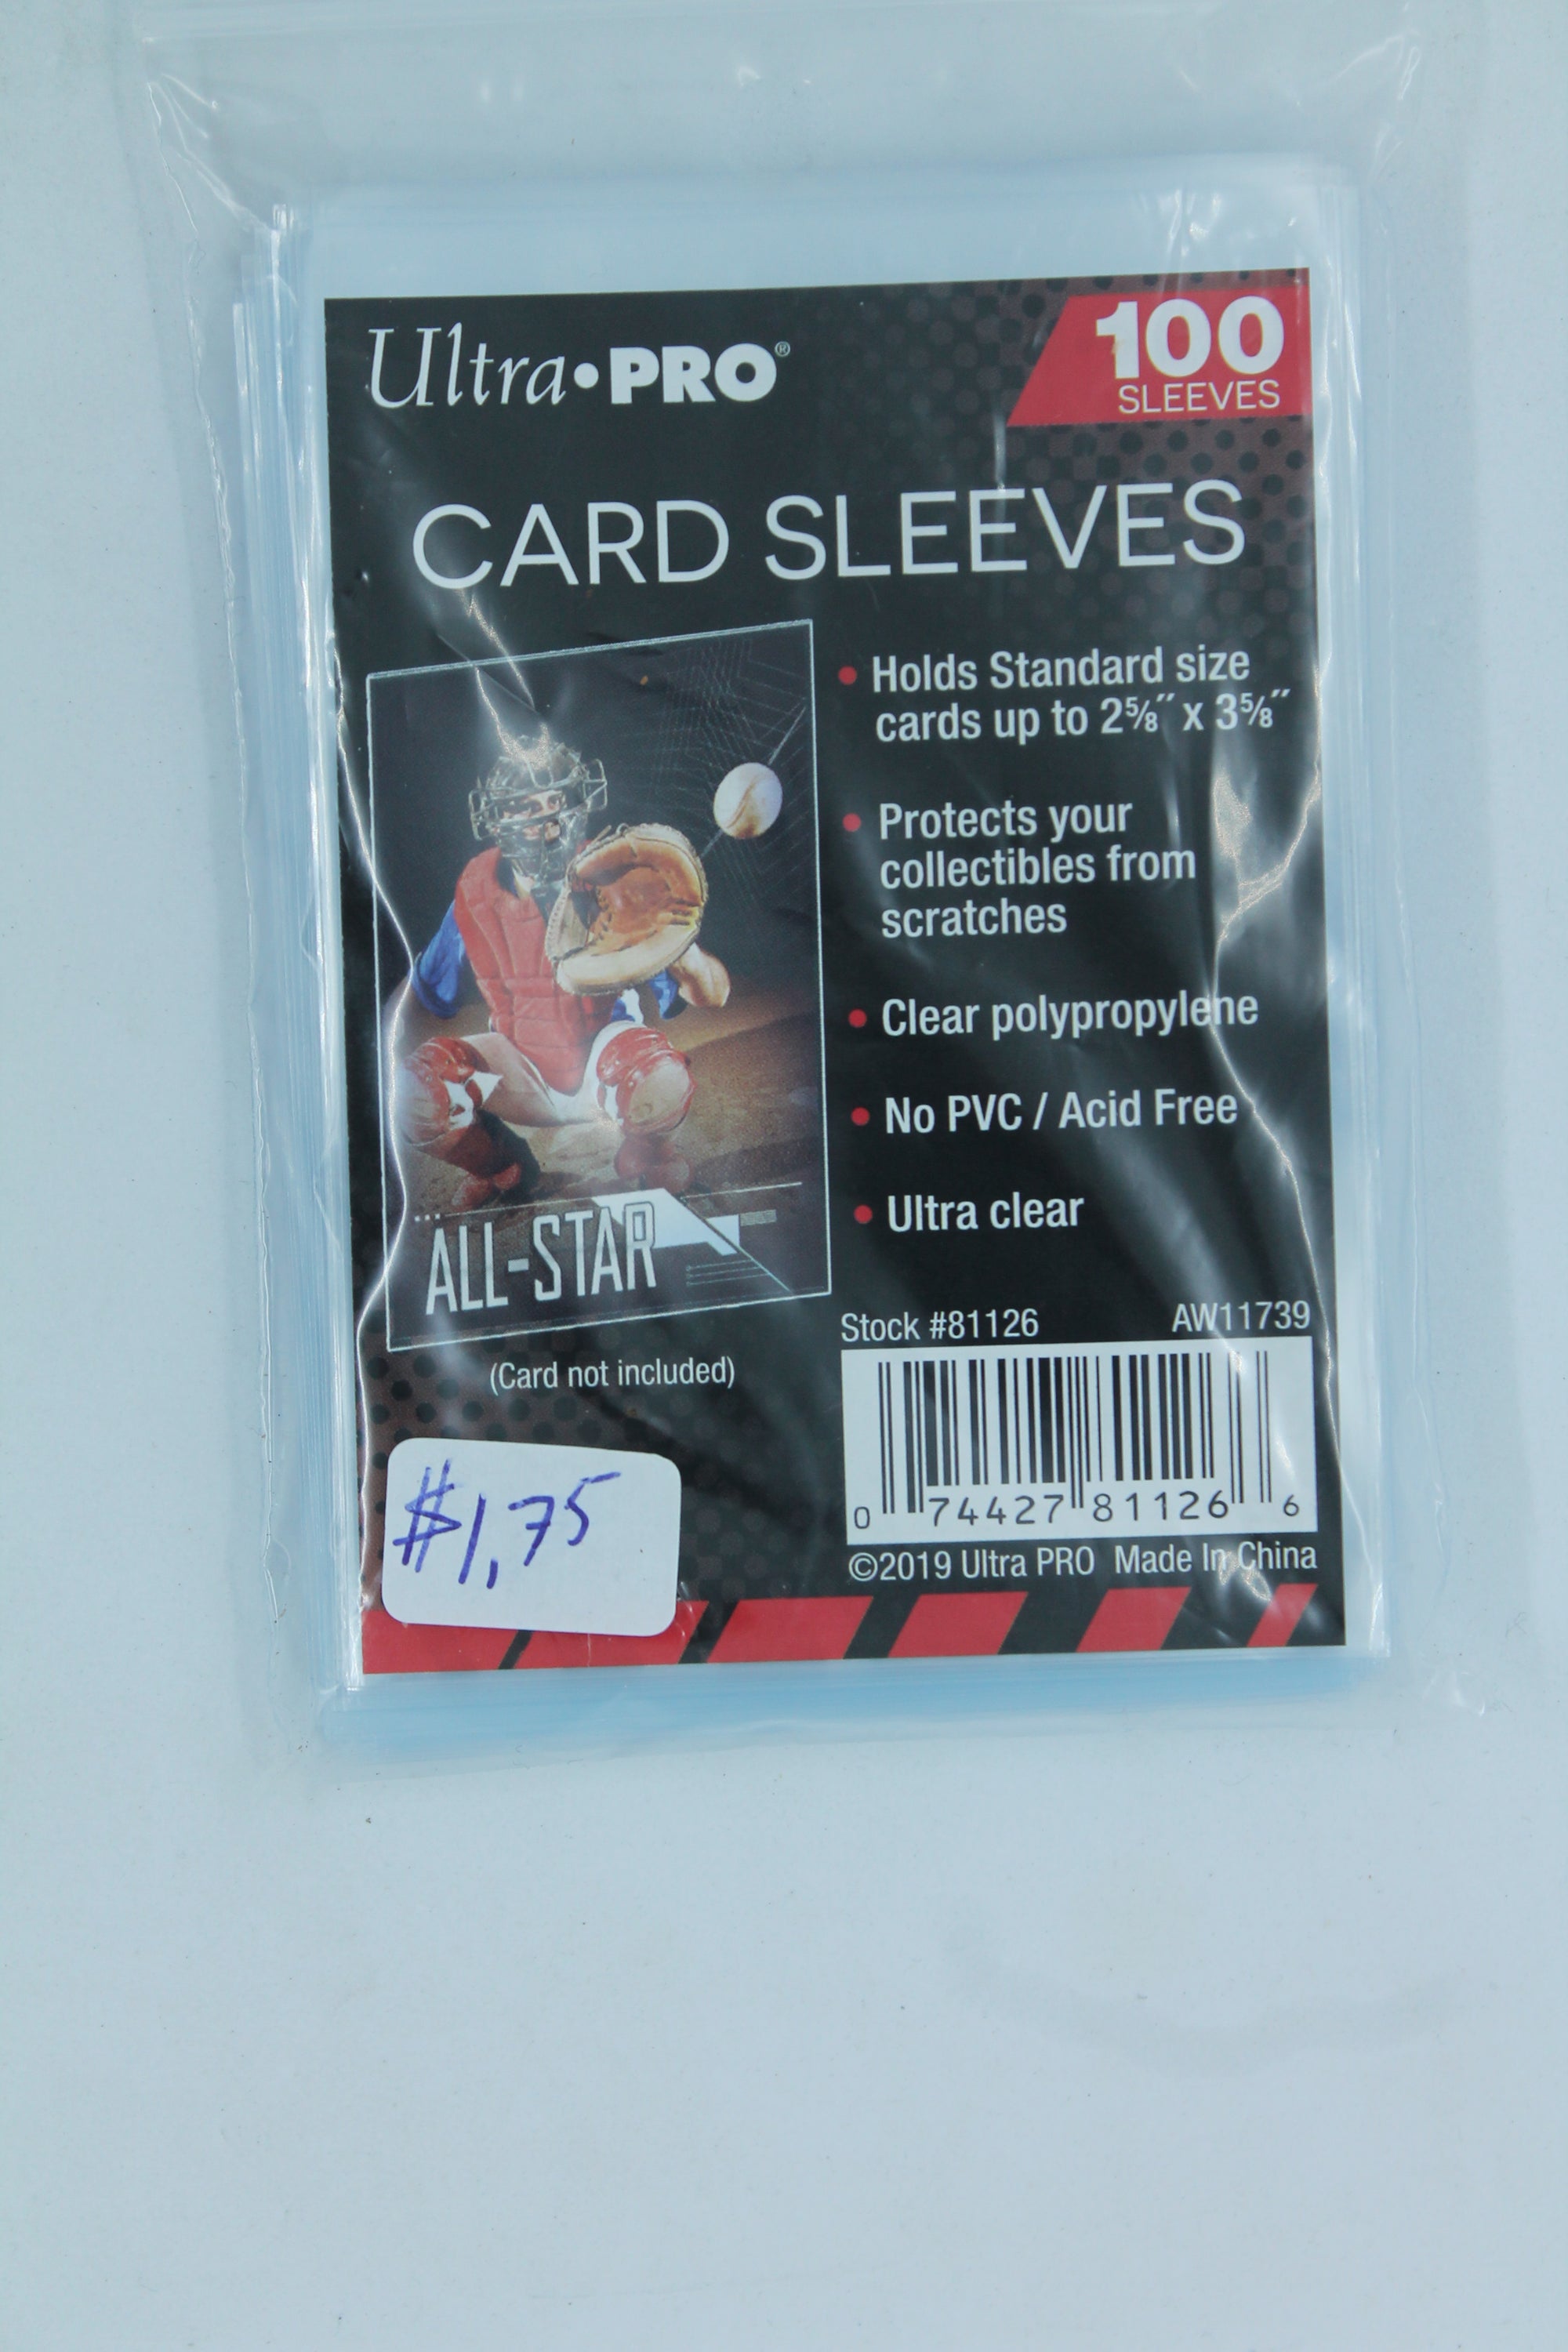 Ultra•PRO®
100
SLEEVES
CARD SLEEVES
• Holds Standard size
cards up to 2⅝″ x 3⅝″
• Protects your
collectibles from
scratches
• Clear polypropylene
• No PVC / Acid Free
• Ultra clear
ALL-STAR
(Card not included)
Stock #81126 AW11739
0 74427 81126 6
©2019 Ultra PRO Made In China
$1,75